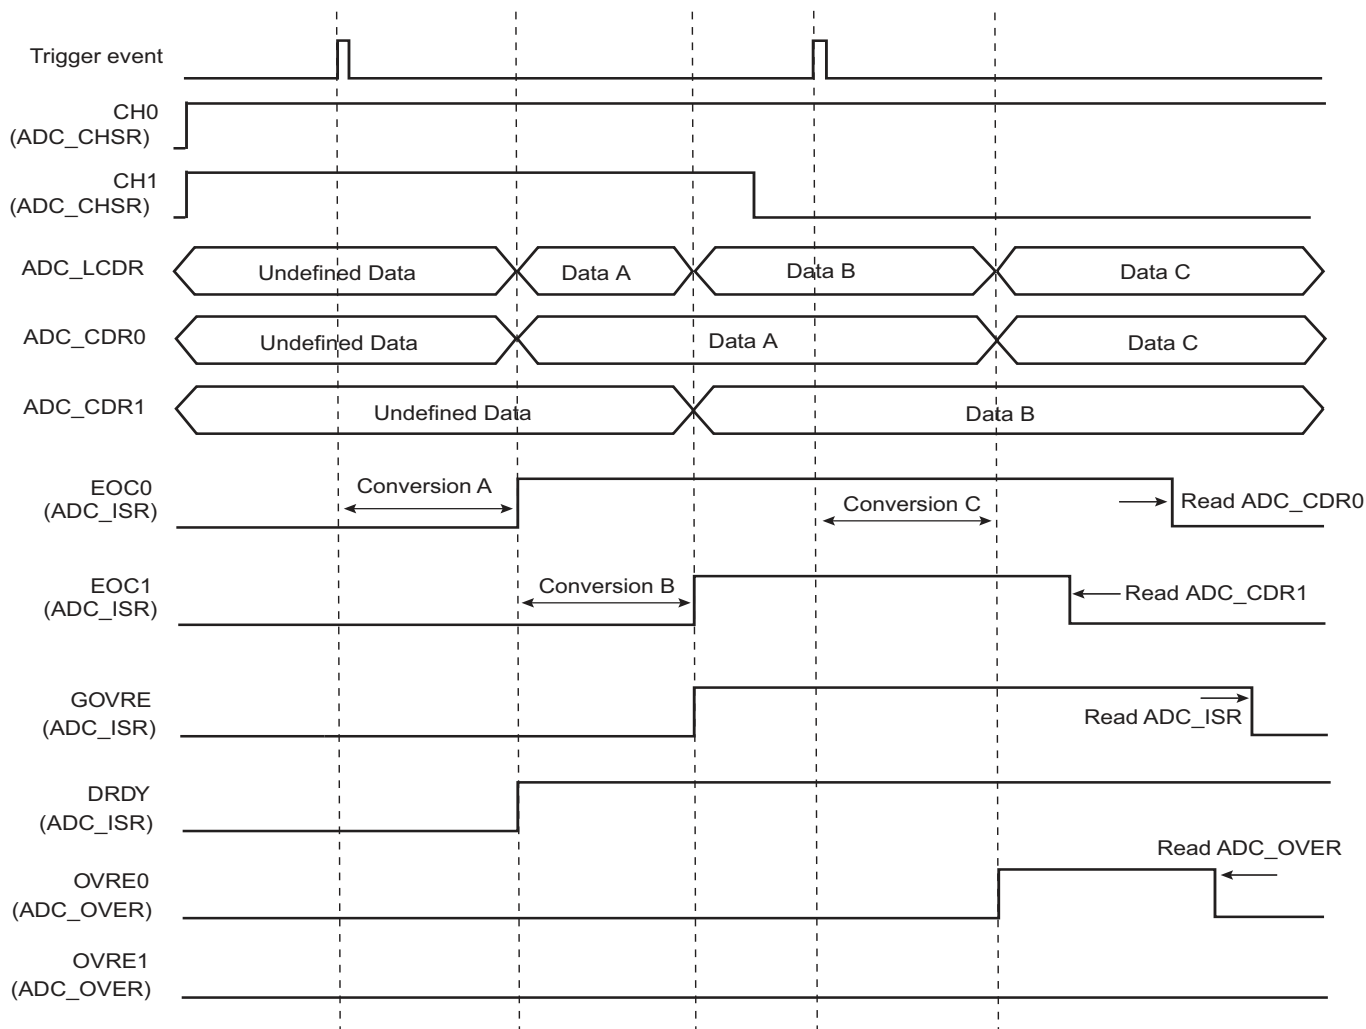 Trigger event
CH0
(ADC_CHSR)
CH1
(ADC_CHSR)
ADC_LCDR
Undefined Data
Data A
Data B
Data C
ADC_CDR0
Undefined Data
Data A
Data C
ADC_CDR1
Undefined Data
Data B
EOC0
(ADC_ISR)
Conversion A
Conversion C
Read ADC_CDR0
EOC1
(ADC_ISR)
Conversion B
Read ADC_CDR1
GOVRE
(ADC_ISR)
Read ADC_ISR
DRDY
(ADC_ISR)
Read ADC_OVER
OVRE0
(ADC_OVER)
OVRE1
(ADC_OVER)